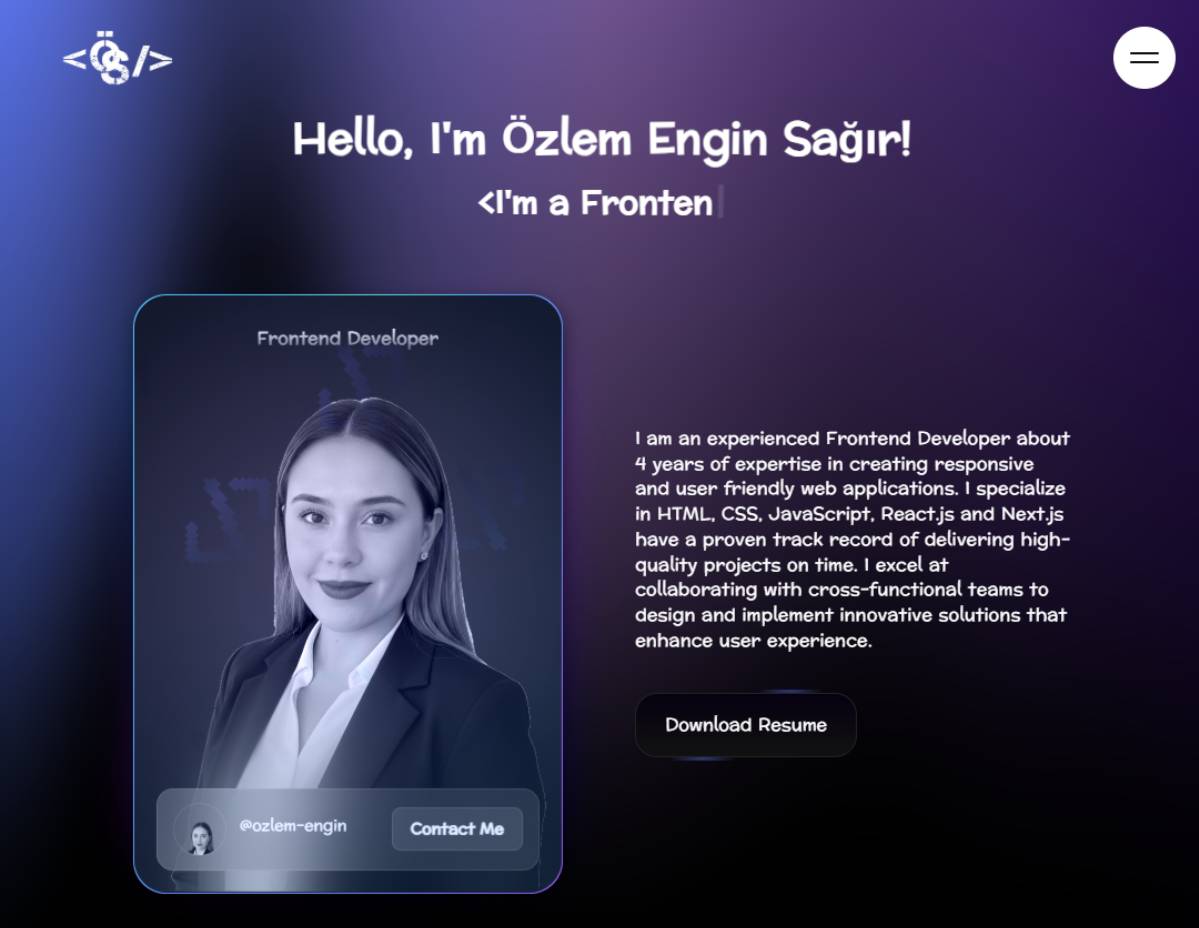 <ÖS/>
Hello, I'm Özlem Engin Sağır!
<I'm a Fronten
Frontend Developer
I am an experienced Frontend Developer about
4 years of expertise in creating responsive
and user friendly web applications. I specialize
in HTML, CSS, JavaScript, React.js and Next.js
have a proven track record of delivering high-
quality projects on time. I excel at
collaborating with cross-functional teams to
design and implement innovative solutions that
enhance user experience.
Download Resume
@ozlem-engin
Contact Me